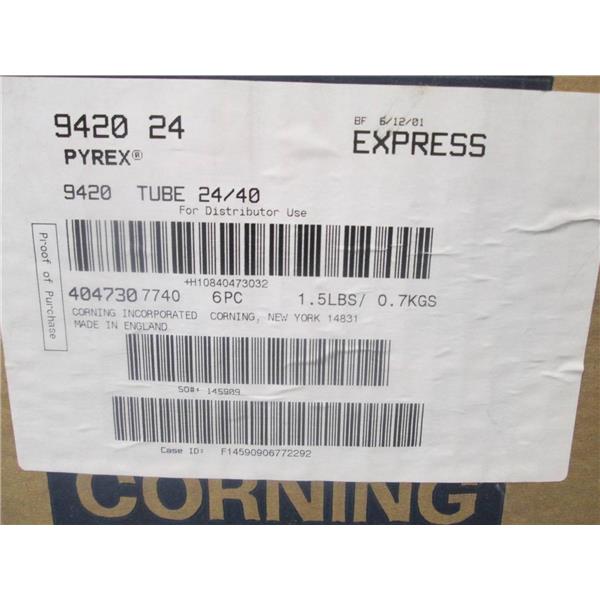 9420 24
BF 6/12/01
PYREX®
EXPRESS
9420 TUBE 24/40
For Distributor Use
Proof of Purchase
+H10840473032
404730 7740 6PC 1.5LBS/ 0.7KGS
CORNING INCORPORATED CORNING, NEW YORK 14831
MADE IN ENGLAND
SO#: 145909
Case ID: F14590906772292
CORNING